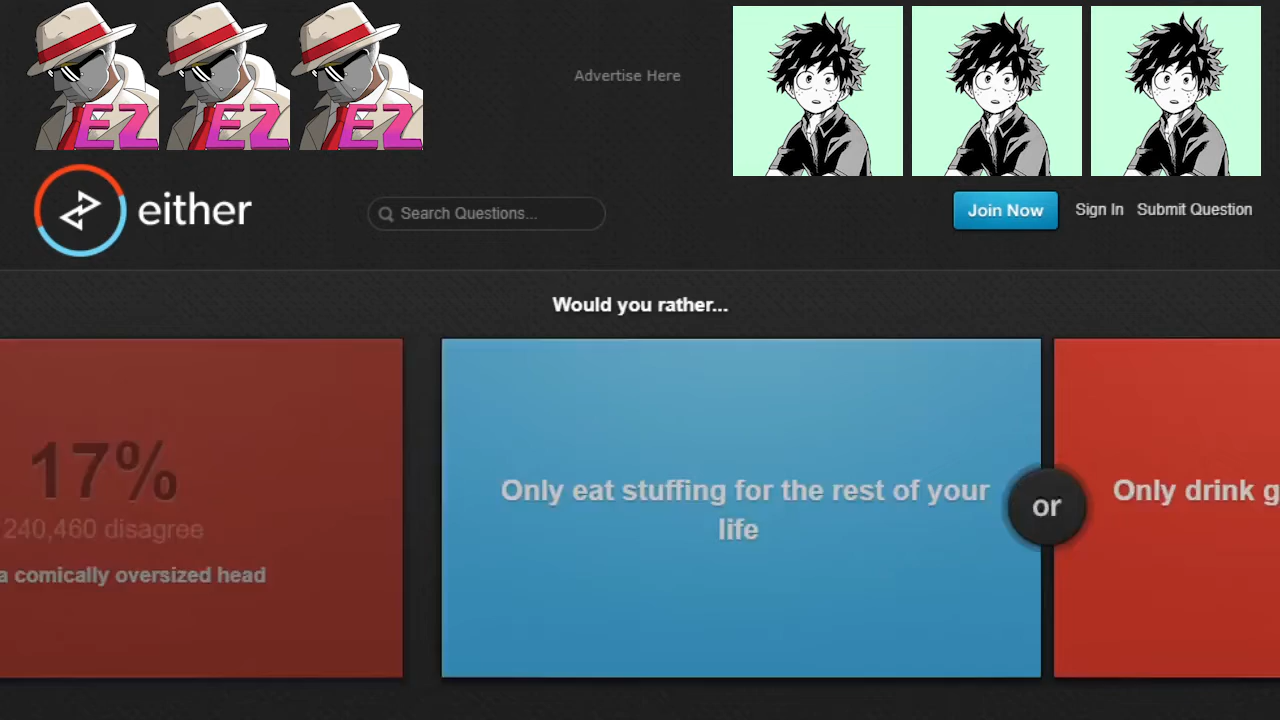 EZ EZ EZ
Advertise Here
either
Search Questions...
Join Now
Sign In
Submit Question
Would you rather...
17%
240,460 disagree
a comically oversized head
Only eat stuffing for the rest of your
life
or
Only drink g